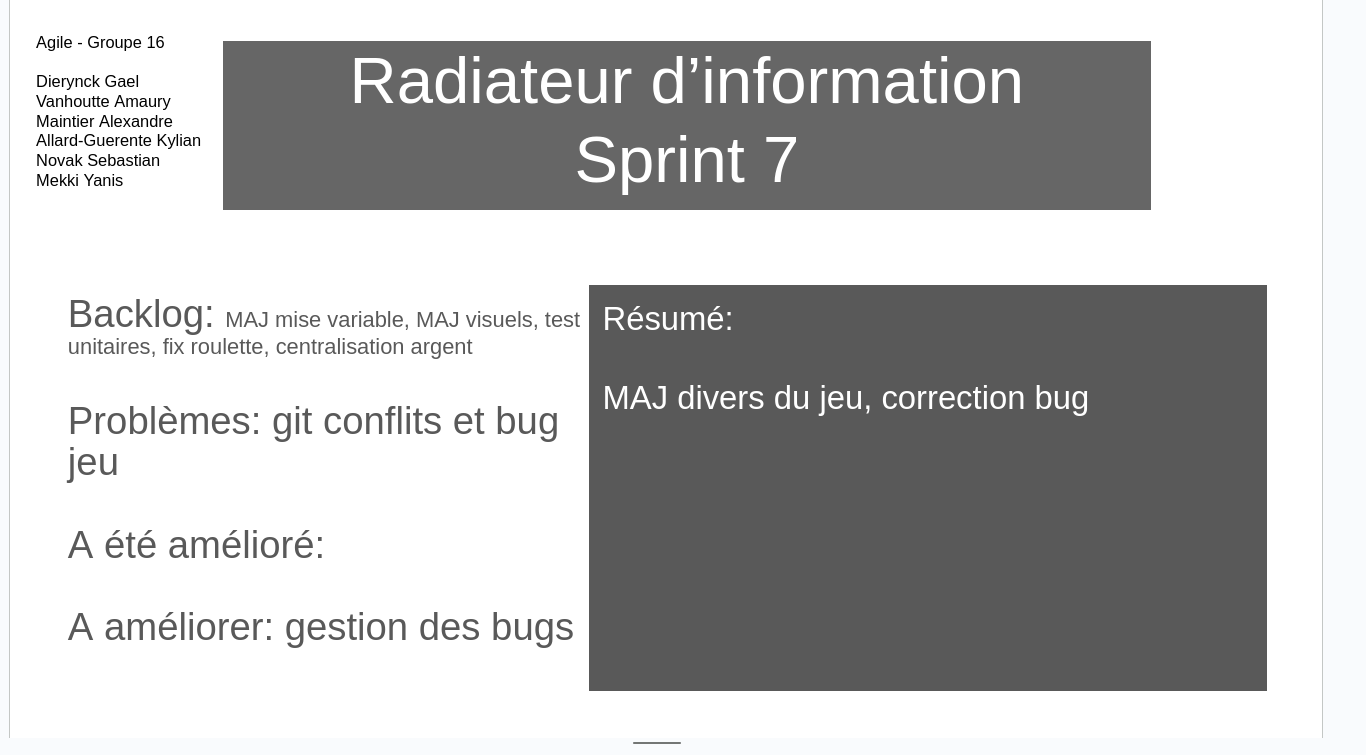 Agile - Groupe 16
Dierynck Gael
Vanhoutte Amaury
Maintier Alexandre
Allard-Guerente Kylian
Novak Sebastian
Mekki Yanis
Radiateur d’information
Sprint 7
Backlog: MAJ mise variable, MAJ visuels, test
unitaires, fix roulette, centralisation argent
Problèmes: git conflits et bug
jeu
A été amélioré:
A améliorer: gestion des bugs
Résumé:
MAJ divers du jeu, correction bug